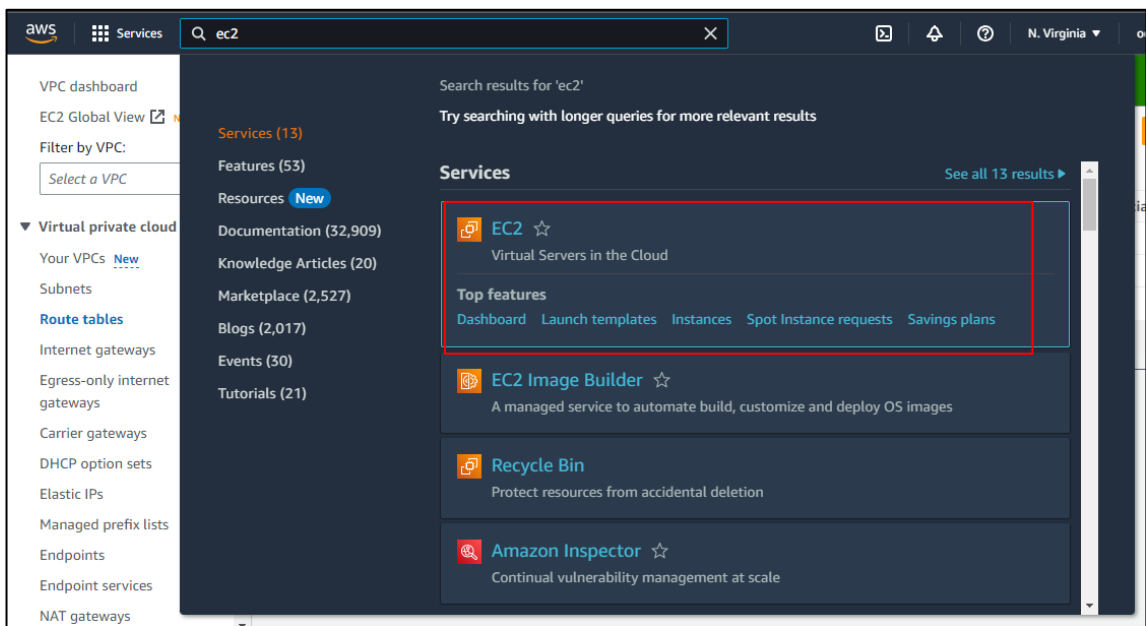 aws
Services
ec2
N. Virginia
VPC dashboard
EC2 Global View
Filter by VPC:
Select a VPC
Virtual private cloud
Your VPCs New
Subnets
Route tables
Internet gateways
Egress-only internet
gateways
Carrier gateways
DHCP option sets
Elastic IPs
Managed prefix lists
Endpoints
Endpoint services
NAT gateways
Services (13)
Features (53)
Resources New
Documentation (32,909)
Knowledge Articles (20)
Marketplace (2,527)
Blogs (2,017)
Events (30)
Tutorials (21)
Search results for 'ec2'
Try searching with longer queries for more relevant results
Services
See all 13 results
EC2
Virtual Servers in the Cloud
Top features
Dashboard Launch templates Instances Spot Instance requests Savings plans
EC2 Image Builder
A managed service to automate build, customize and deploy OS images
Recycle Bin
Protect resources from accidental deletion
Amazon Inspector
Continual vulnerability management at scale